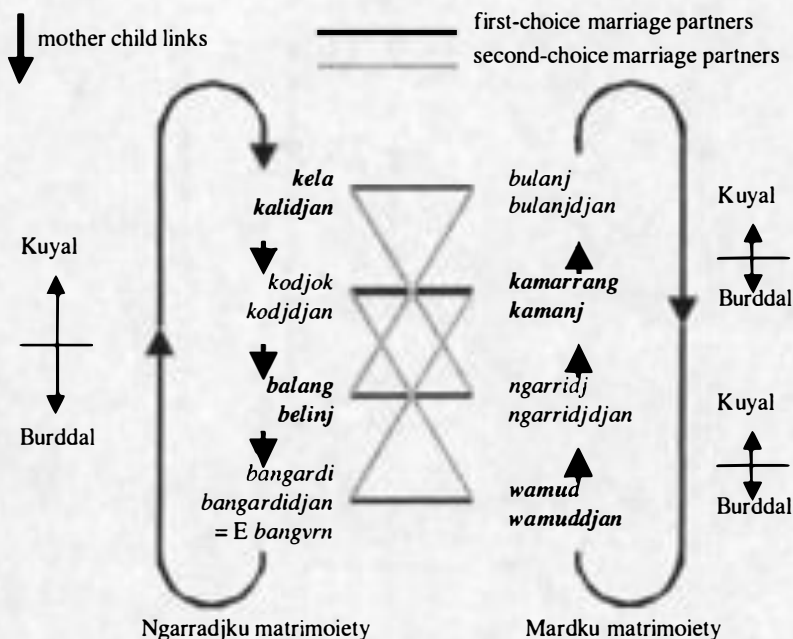 mother child links
first-choice marriage partners
second-choice marriage partners
kela
kalidjan
kodjok
kodjdjan
balang
belinj
bangardi
bangardidjan
= E bangvrn
bulanj
bulanjdjan
kamarrang
kamanj
ngarridj
ngarridjdjan
wamud
wamuddjan
Kuyal
Burddal
Kuyal
Burddal
Kuyal
Burddal
Ngarradjku matrimoiety
Mardku matrimoiety